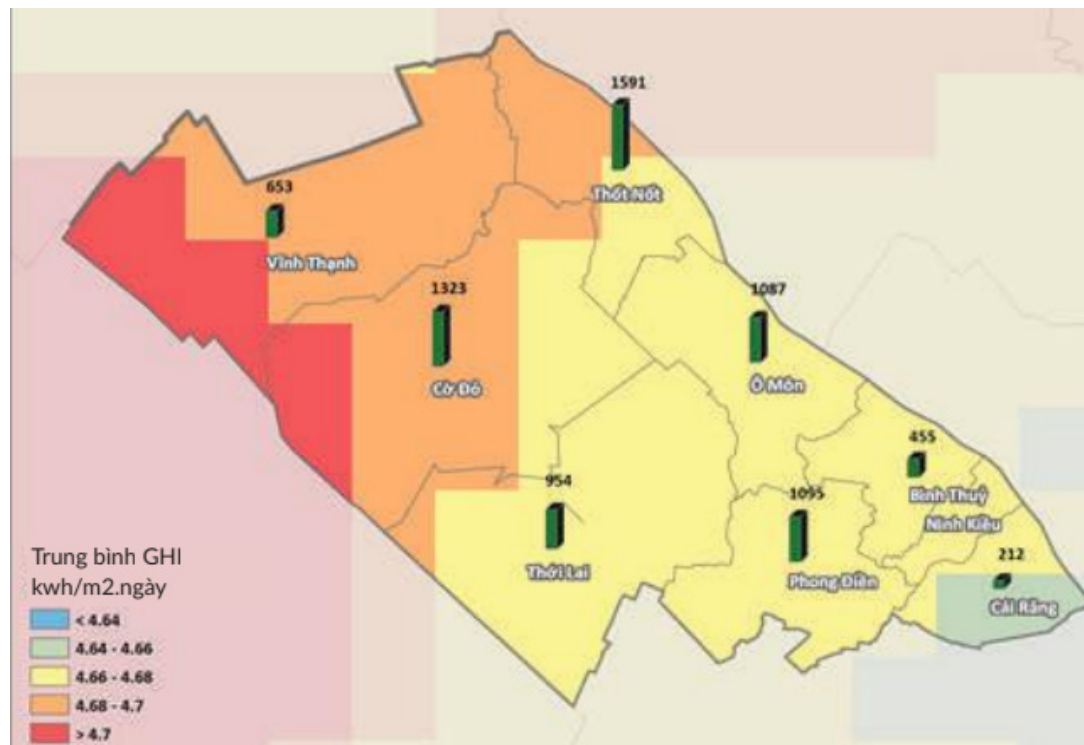 1591
Thốt Nốt
653
Vĩnh Thạnh
1323
Cờ Đỏ
1087
Ô Môn
455
Bình Thuỷ
Ninh Kiều
954
Thới Lai
1095
Phong Điền
212
Cái Răng
Trung bình GHI
kwh/m2.ngày
< 4.64
4.64 - 4.66
4.66 - 4.68
4.68 - 4.7
> 4.7